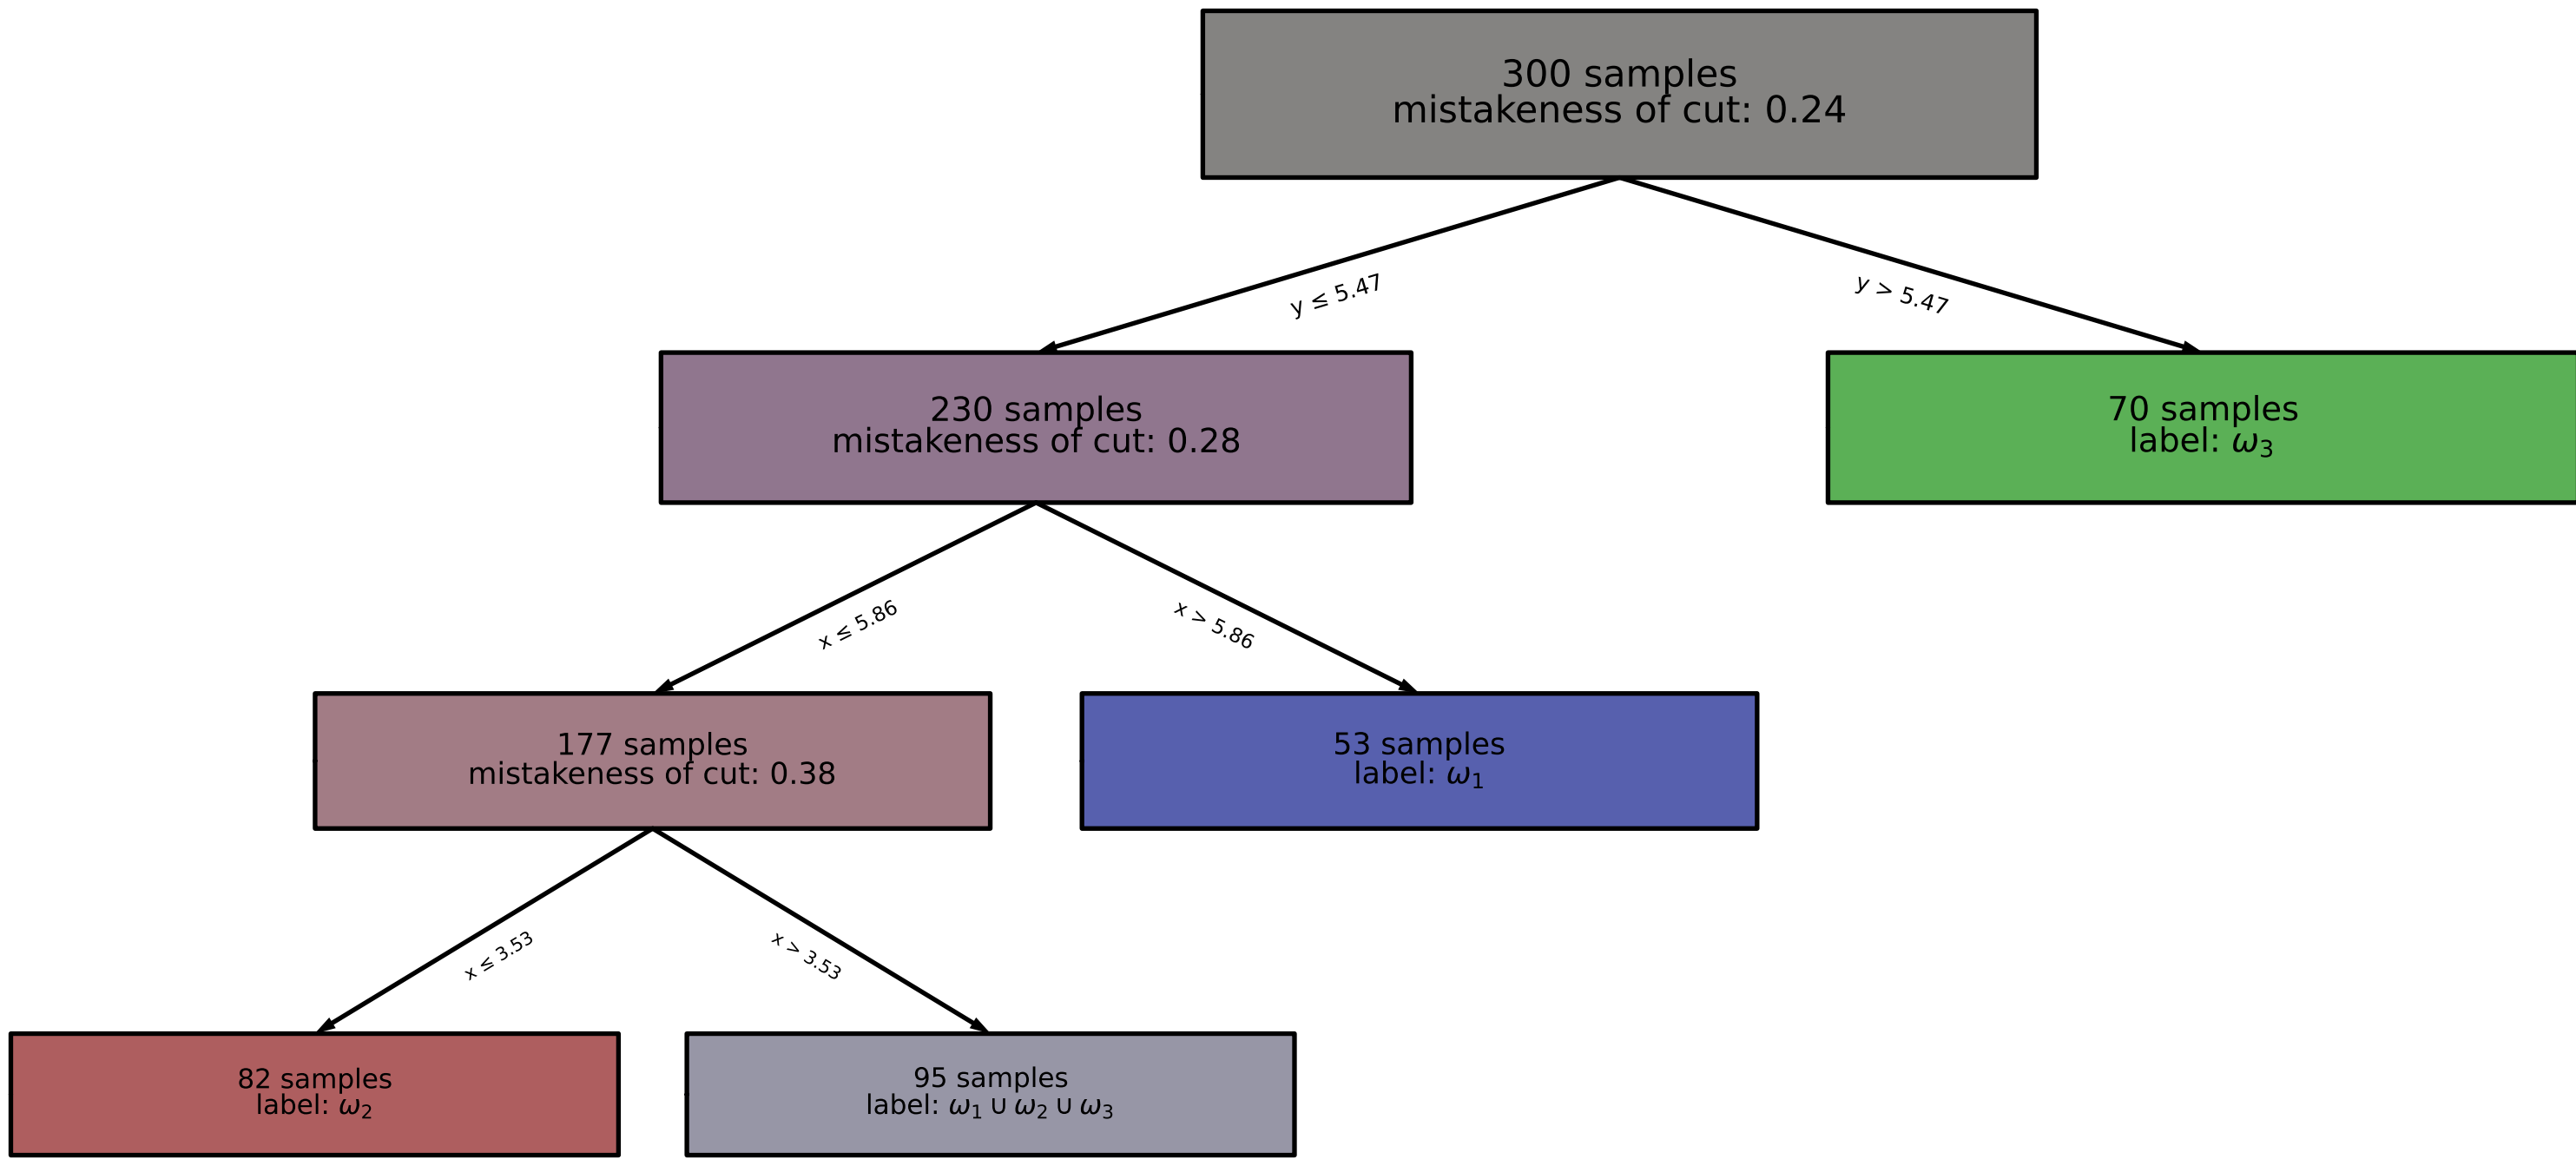 300 samples
mistakeness of cut: 0.24
y ≤ 5.47
y > 5.47
230 samples
mistakeness of cut: 0.28
70 samples
label: ω₃
x ≤ 5.86
x > 5.86
177 samples
mistakeness of cut: 0.38
53 samples
label: ω₁
x ≤ 3.53
x > 3.53
82 samples
label: ω₂
95 samples
label: ω₁ ∪ ω₂ ∪ ω₃